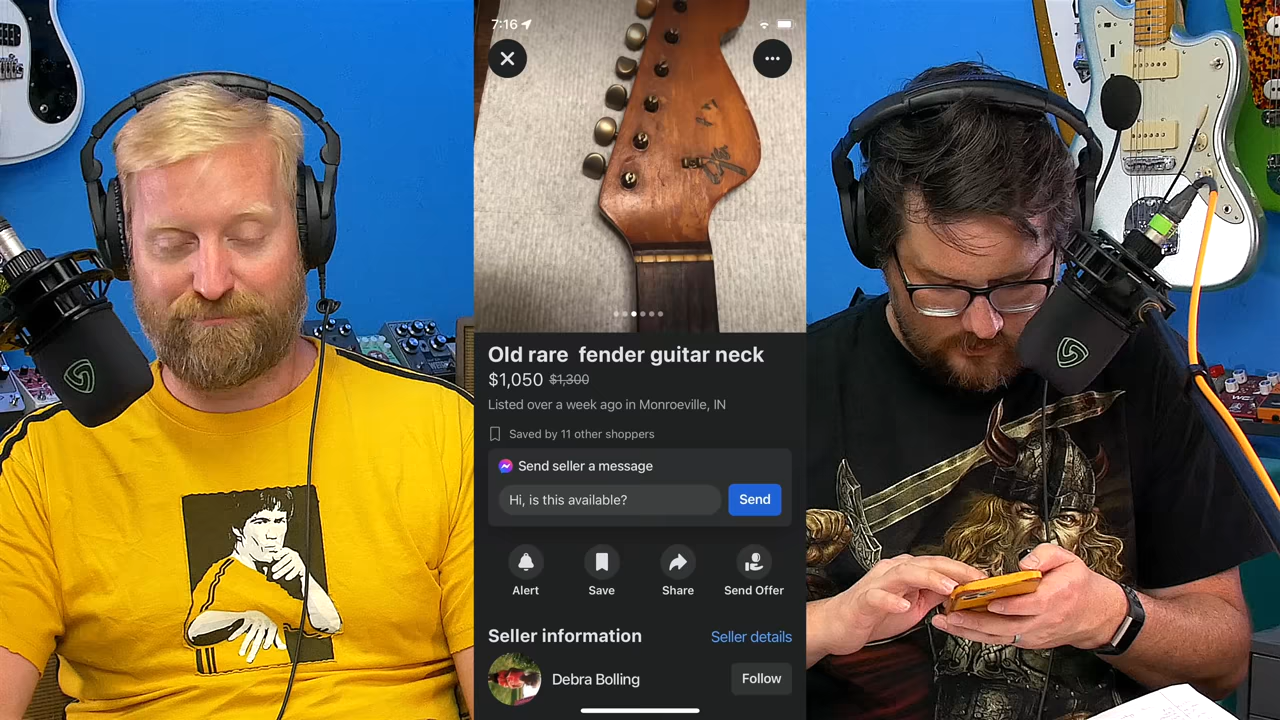 7:16
Old rare fender guitar neck
$1,050 $1,300
Listed over a week ago in Monroeville, IN
Saved by 11 other shoppers
Send seller a message
Hi, is this available?
Send
Alert
Save
Share
Send Offer
Seller information
Seller details
Debra Bolling
Follow